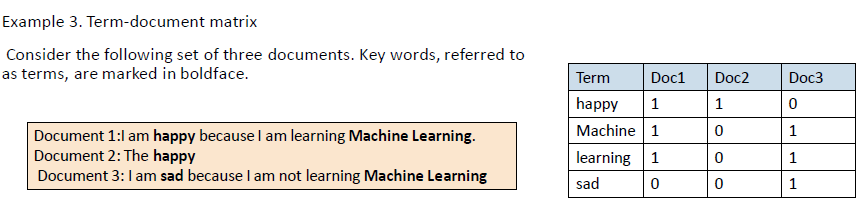 Example 3. Term-document matrix
Consider the following set of three documents. Key words, referred to
as terms, are marked in boldface.
Document 1:I am happy because I am learning Machine Learning.
Document 2: The happy
Document 3: I am sad because I am not learning Machine Learning
Term Doc1 Doc2 Doc3
happy 1 1 0
Machine 1 0 1
learning 1 0 1
sad 0 0 1